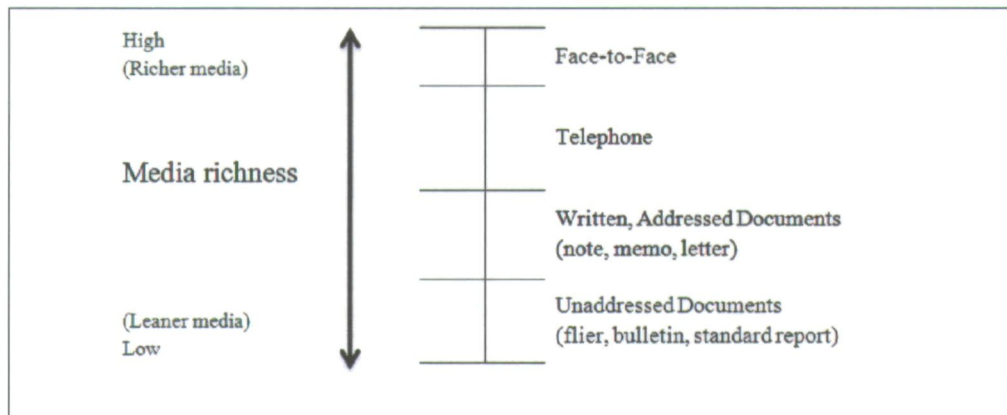 High
(Richer media)
Face-to-Face
Telephone
Media richness
Written, Addressed Documents
(note, memo, letter)
Unaddressed Documents
(flier, bulletin, standard report)
(Leaner media)
Low